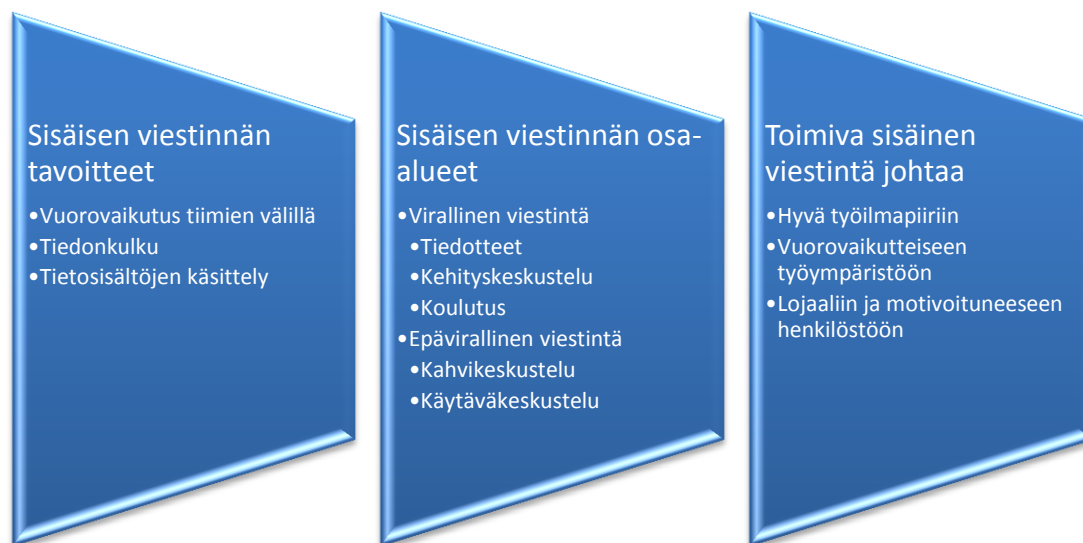 Sisäisen viestinnän
tavoitteet
•Vuorovaikutus tiimien välillä
•Tiedonkulku
•Tietosisältöjen käsittely
Sisäisen viestinnän osa-
alueet
•Virallinen viestintä
•Tiedotteet
•Kehityskeskustelu
•Koulutus
•Epävirallinen viestintä
•Kahvikeskustelu
•Käytäväkeskustelu
Toimiva sisäinen
viestintä johtaa
•Hyvä työilmapiiriin
•Vuorovaikutteiseen
työympäristöön
•Lojaaliin ja motivoituneeseen
henkilöstöön